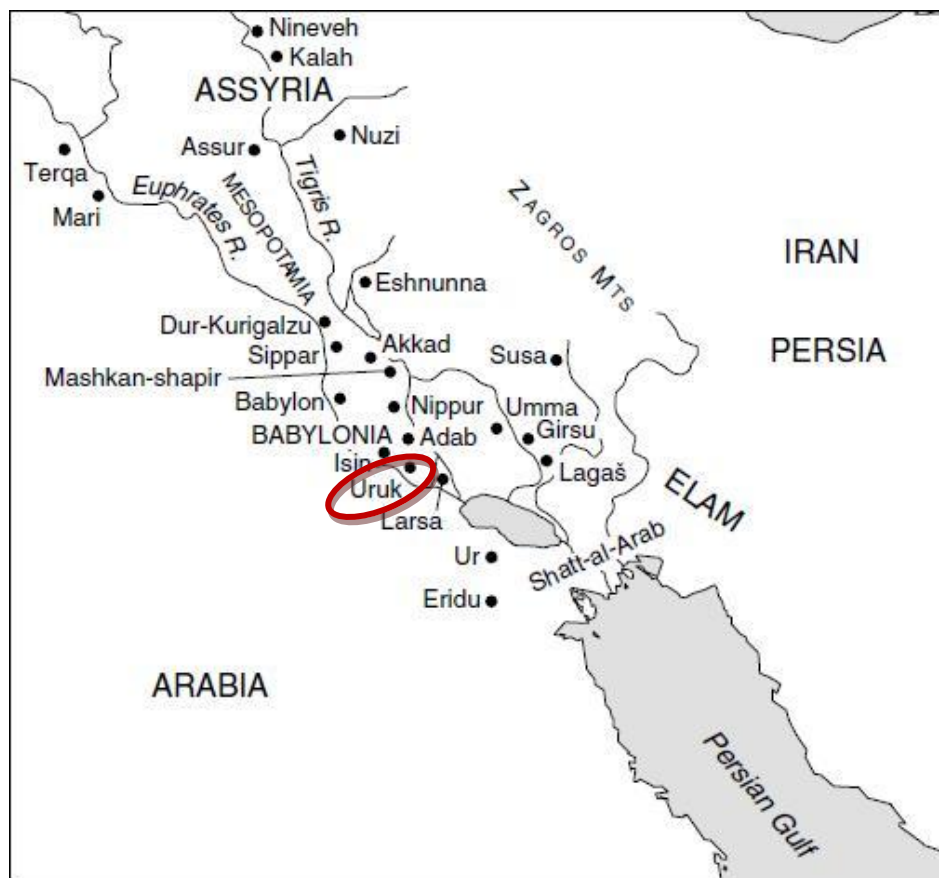 Nineveh
Kalah
ASSYRIA
Nuzi
Assur
Terqa
Mari
Euphrates R.
MESOPOTAMIA
Tigris R.
ZAGROS MTS
IRAN
Eshnunna
Dur-Kurigalzu
Sippar
Akkad
Susa
PERSIA
Mashkan-shapir
Babylon
Nippur
Umma
BABYLONIA
Adab
Girsu
Isin
Lagaš
Uruk
ELAM
Larsa
Ur
Shatt-al-Arab
Eridu
ARABIA
Persian Gulf